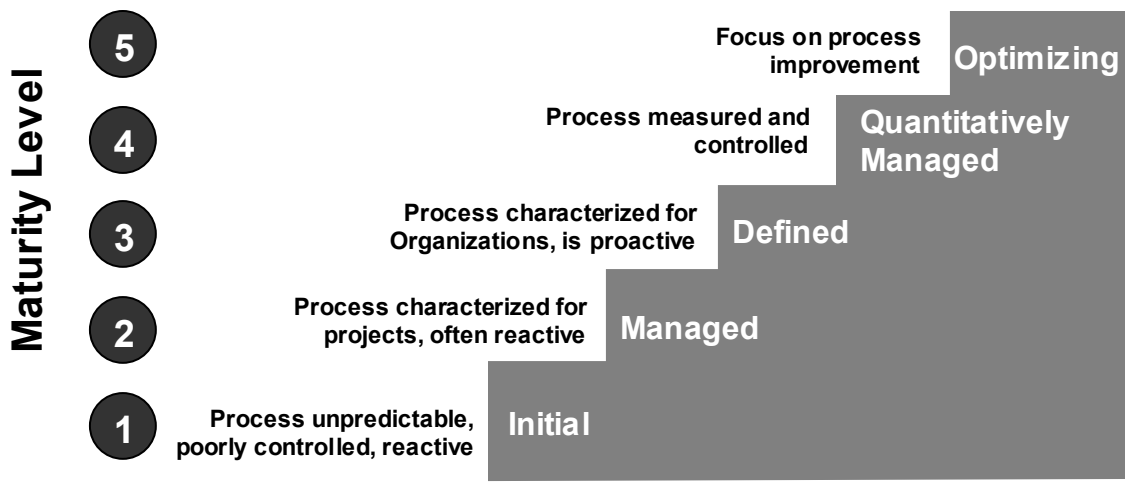 Maturity Level
5
Focus on process
improvement
Optimizing
4
Process measured and
controlled
Quantitatively
Managed
3
Process characterized for
Organizations, is proactive
Defined
2
Process characterized for
projects, often reactive
Managed
1
Process unpredictable,
poorly controlled, reactive
Initial